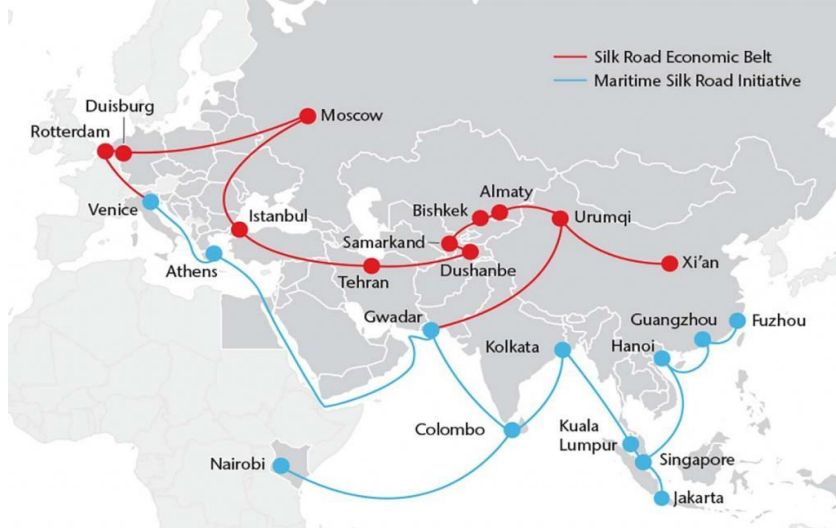 Silk Road Economic Belt
Maritime Silk Road Initiative
Duisburg
Rotterdam
Moscow
Venice
Istanbul
Athens
Bishkek
Almaty
Urumqi
Samarkand
Dushanbe
Xi'an
Tehran
Gwadar
Kolkata
Guangzhou
Fuzhou
Hanoi
Colombo
Kuala
Lumpur
Singapore
Nairobi
Jakarta